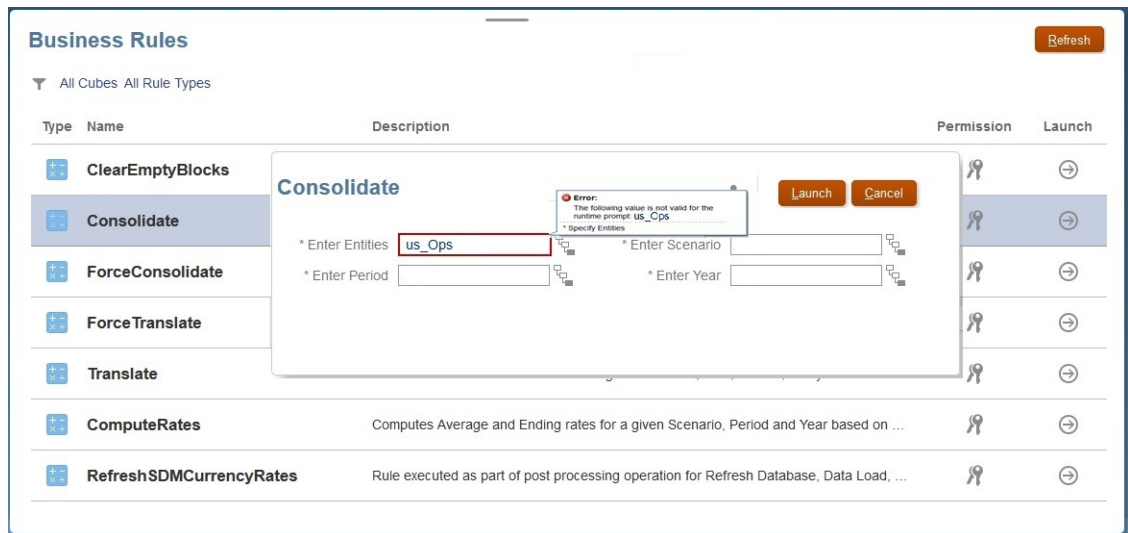 Business Rules
Refresh
All Cubes All Rule Types
Type Name Description Permission Launch
ClearEmptyBlocks
Consolidate
ForceConsolidate
ForceTranslate
Translate
ComputeRates Computes Average and Ending rates for a given Scenario, Period and Year based on ...
RefreshSDMCurrencyRates Rule executed as part of post processing operation for Refresh Database, Data Load, ...
Consolidate
Launch Cancel
Error:
The following value is not valid for the
runtime prompt: us_Ops
* Specify Entities
* Enter Entities us_Ops * Enter Scenario
* Enter Period * Enter Year